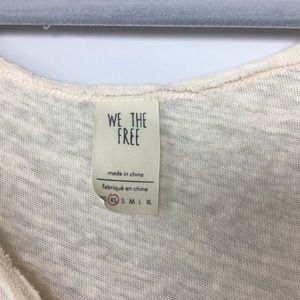 WE THE
FREE
made in china
fabriqué en chine
XS S M L XL